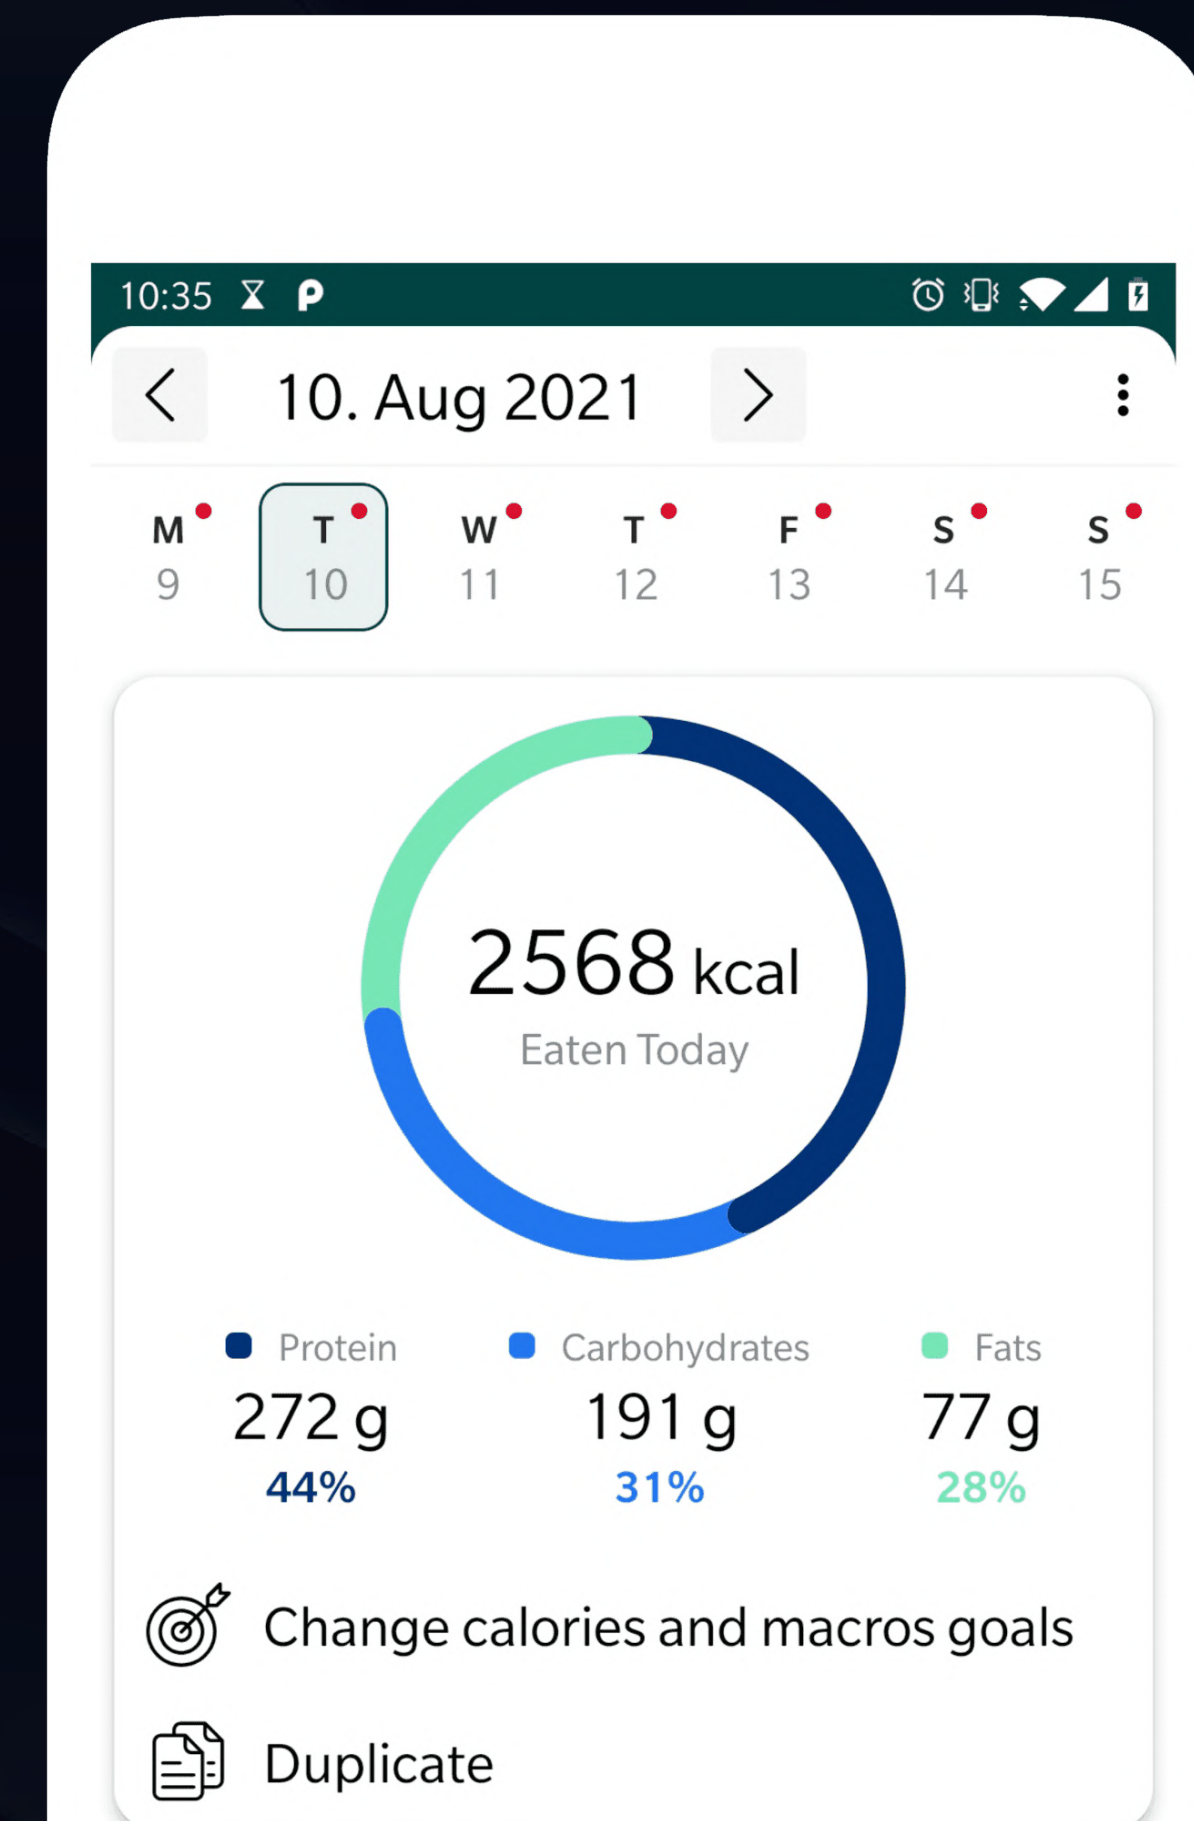 10:35
10. Aug 2021
M T W T F S S
9 10 11 12 13 14 15
2568 kcal
Eaten Today
Protein Carbohydrates Fats
272 g 191 g 77 g
44% 31% 28%
Change calories and macros goals
Duplicate